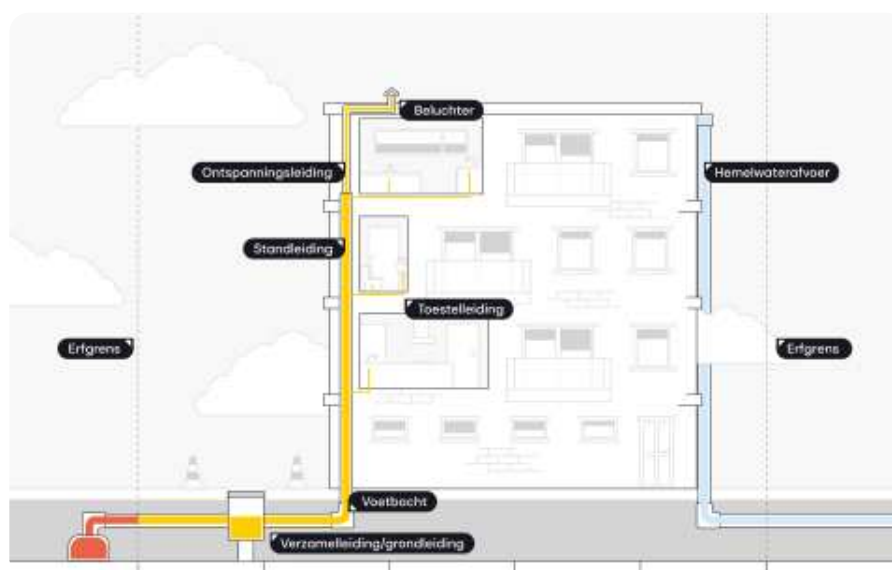 Beluchter
Ontspanningsleiding
Hemelwaterafvoer
Standleiding
Toestelleiding
Erfgrens
Erfgrens
Voetbocht
Verzamelleiding/grondleiding